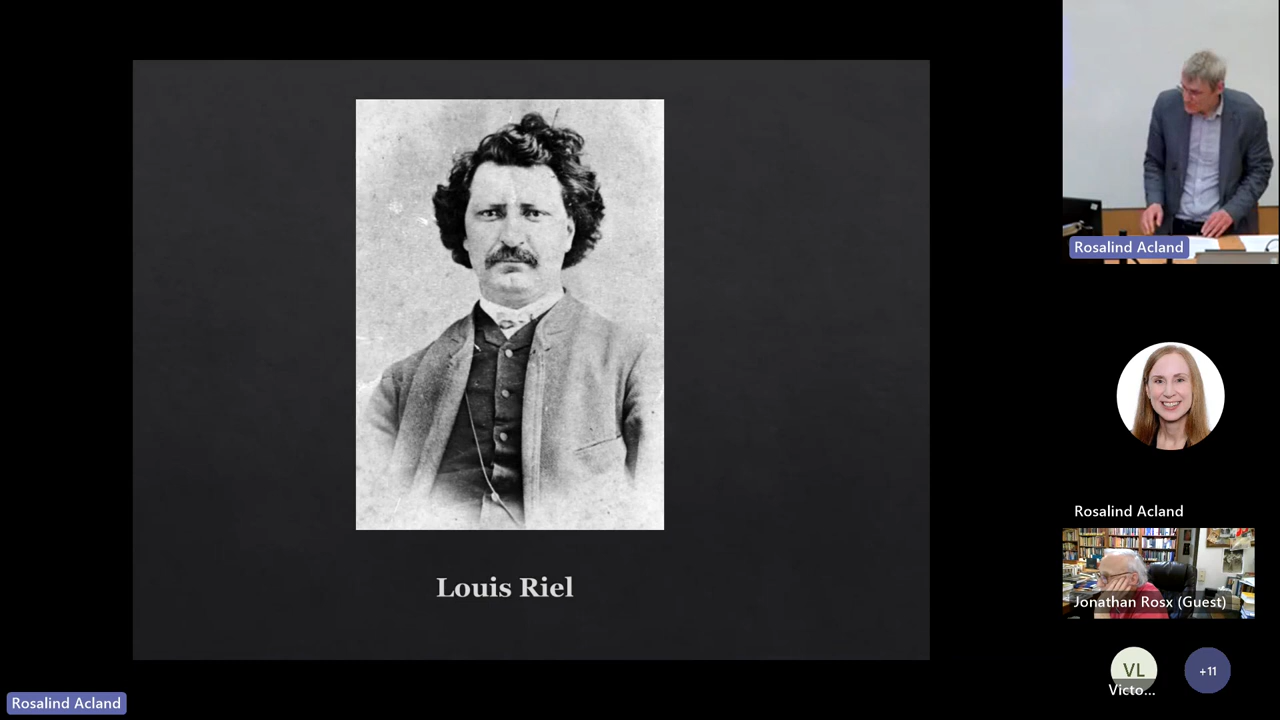 Louis Riel
Rosalind Acland
Rosalind Acland
Jonathan Rosx (Guest)
VL
Victo...
+11
Rosalind Acland